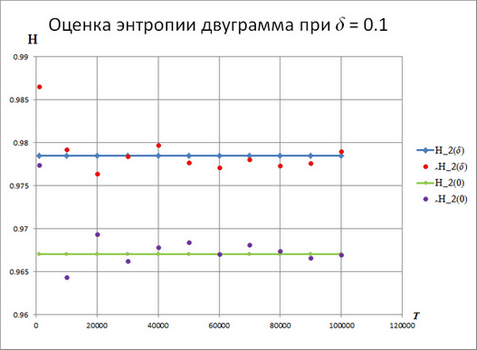 Оценка энтропии двуграмма при δ = 0.1
H
0.99
0.985
0.98
0.975
0.97
0.965
0.96
0 20000 40000 60000 80000 100000 120000
T
H_2(δ)
^H_2(δ)
H_2(0)
^H_2(0)